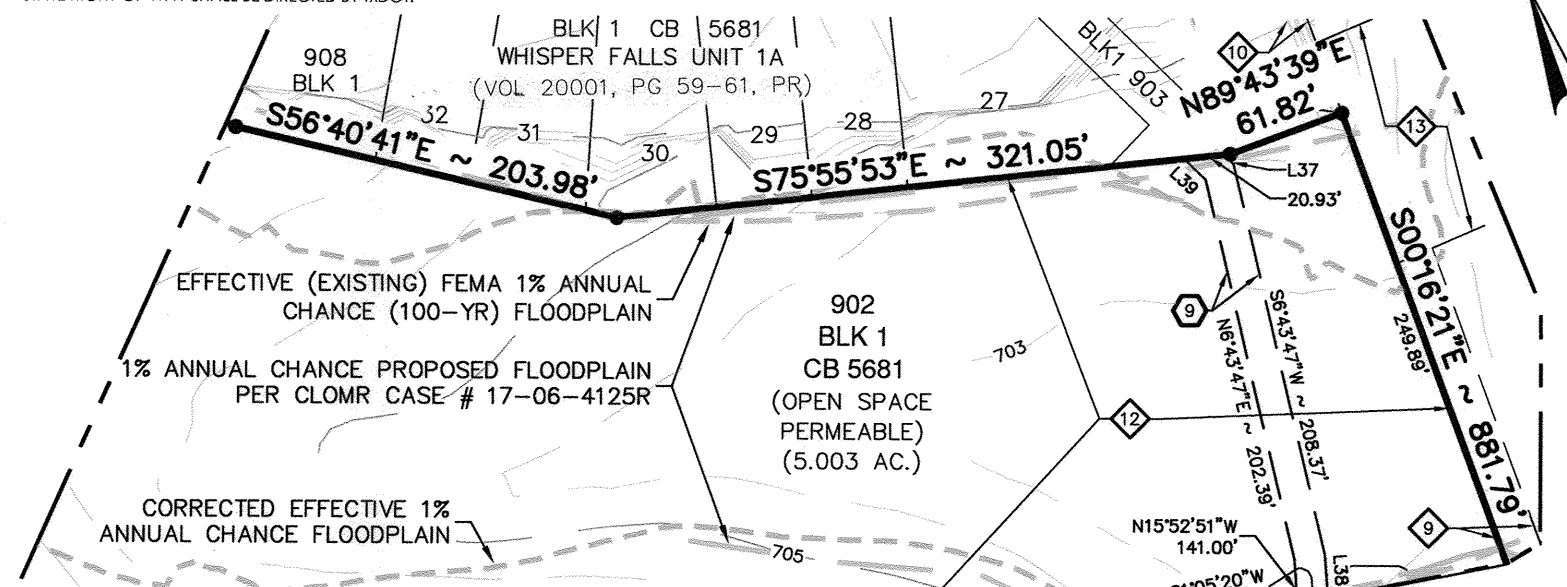 BLK 1 CB 5681
WHISPER FALLS UNIT 1A
(VOL 20001, PG 59-61, PR)
908
BLK 1
BLK1 903
10
N89°43'39"E
61.82'
13
32
31
30
29
28
27
S56°40'41"E ~ 203.98'
S75°55'53"E ~ 321.05'
L39
L37
20.93'
S00°16'21"E ~ 881.79'
249.89'
EFFECTIVE (EXISTING) FEMA 1% ANNUAL
CHANCE (100-YR) FLOODPLAIN
1% ANNUAL CHANCE PROPOSED FLOODPLAIN
PER CLOMR CASE # 17-06-4125R
902
BLK 1
CB 5681
(OPEN SPACE
PERMEABLE)
(5.003 AC.)
703
9
N6°43'47"E ~ 202.39'
S6°43'47"W ~ 208.37'
12
CORRECTED EFFECTIVE 1%
ANNUAL CHANCE FLOODPLAIN
705
N15°52'51"W
141.00'
9
L38